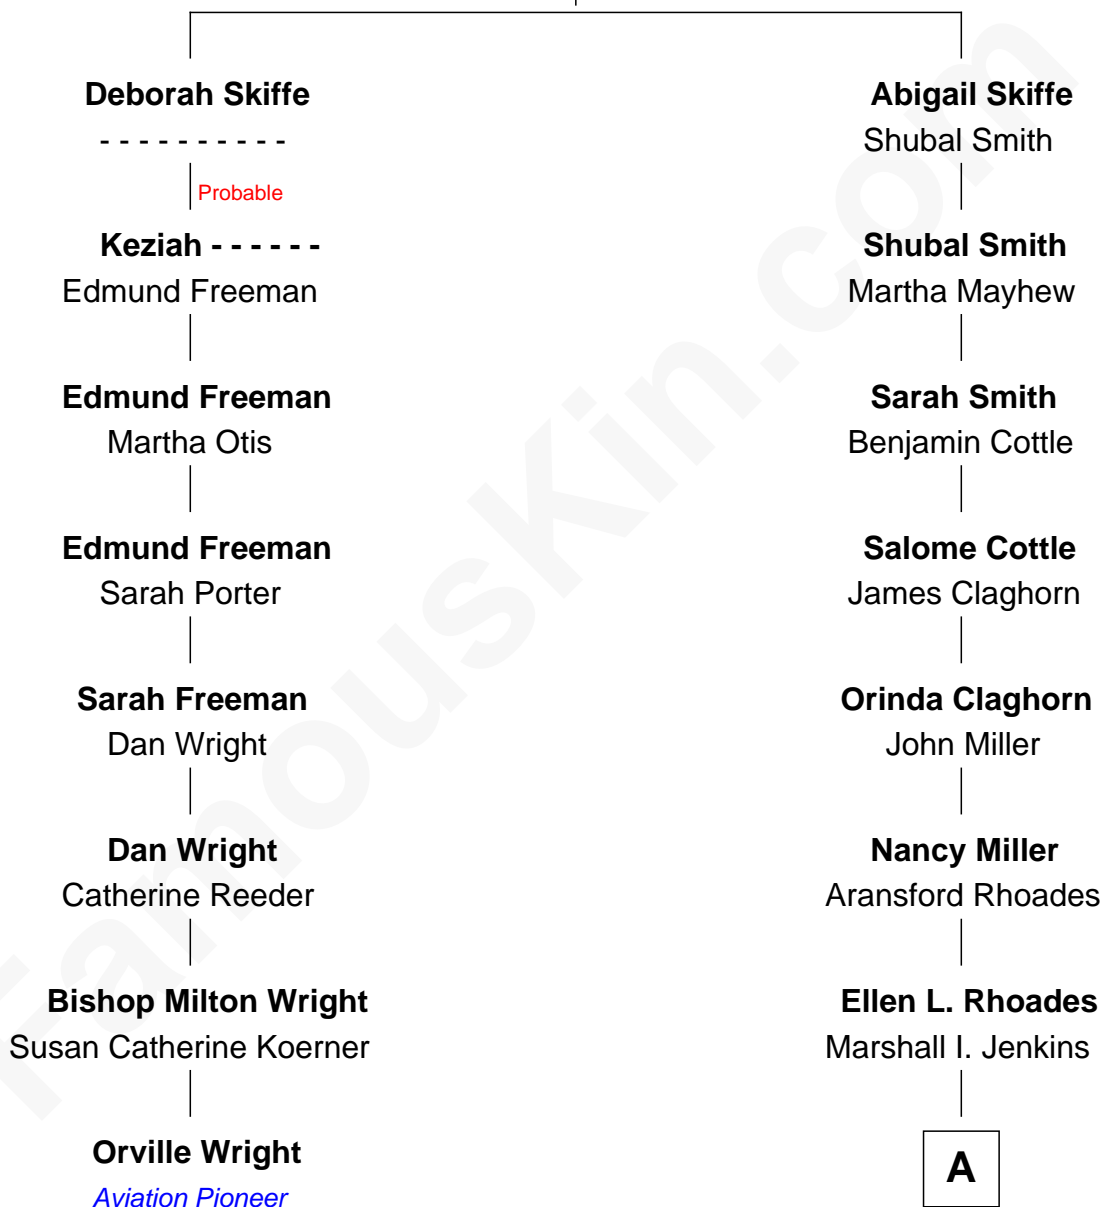 Deborah Skiffe
- - - - - - - - - -
Probable
Keziah - - - - - -
Edmund Freeman
Edmund Freeman
Martha Otis
Edmund Freeman
Sarah Porter
Sarah Freeman
Dan Wright
Dan Wright
Catherine Reeder
Bishop Milton Wright
Susan Catherine Koerner
Orville Wright
Aviation Pioneer
Abigail Skiffe
Shubal Smith
Shubal Smith
Martha Mayhew
Sarah Smith
Benjamin Cottle
Salome Cottle
James Claghorn
Orinda Claghorn
John Miller
Nancy Miller
Aransford Rhoades
Ellen L. Rhoades
Marshall I. Jenkins
A
FamousKin.com